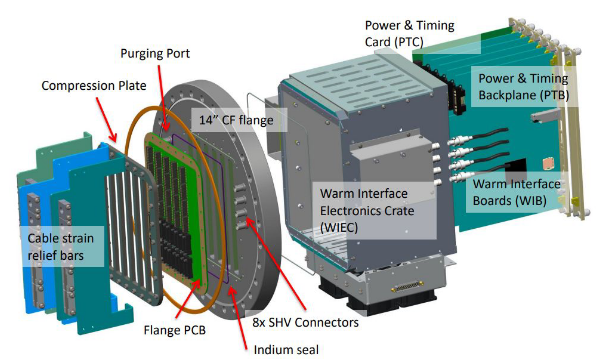 Power & Timing
Card (PTC)
Purging Port
Compression Plate
Power & Timing
Backplane (PTB)
14” CF flange
Warm Interface
Electronics Crate
(WIEC)
Warm Interface
Boards (WIB)
Cable strain
relief bars
Flange PCB
8x SHV Connectors
Indium seal